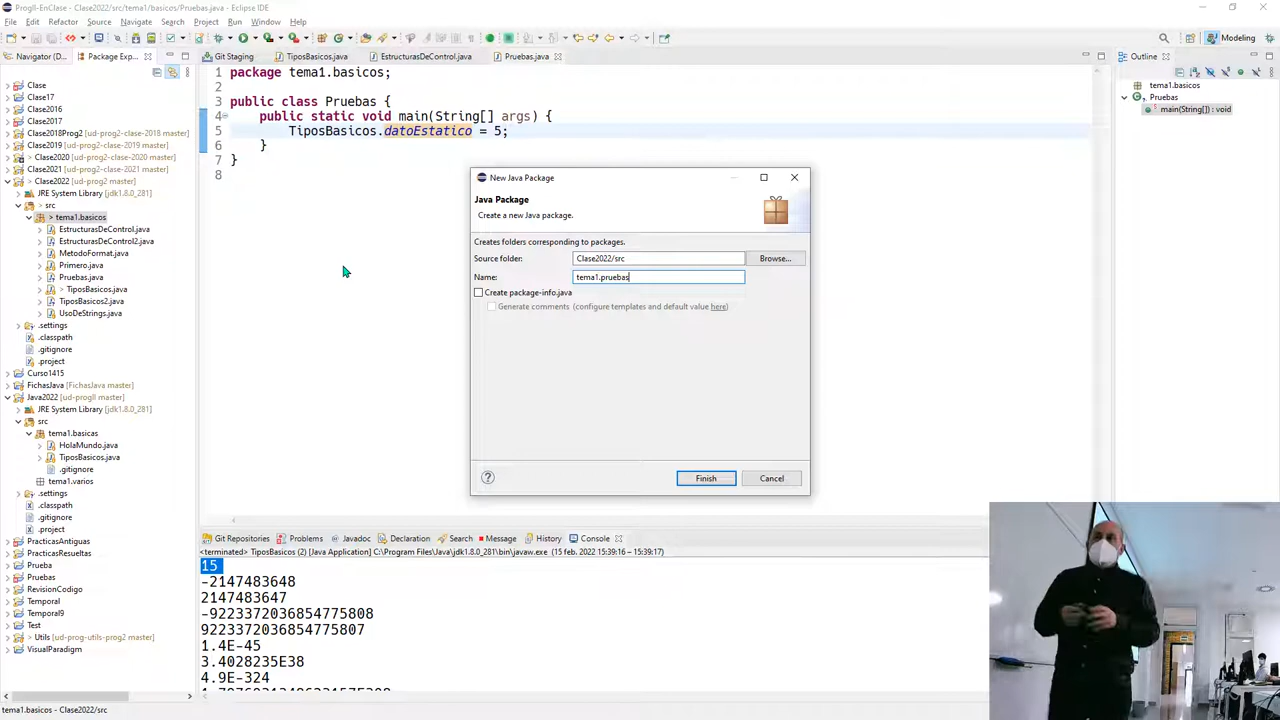 ProgII-EnClase - Clase2022/src/tema1/basicos/Pruebas.java - Eclipse IDE
File Edit Refactor Source Navigate Search Project Run Window Help
Modeling
Navigator (D...
Package Exp...
Git Staging
TiposBasicos.java
EstructurasDeControl.java
Pruebas.java
Outline
Clase
Clase17
Clase2016
Clase2017
Clase2018Prog2 [ud-prog2-clase-2018 master]
Clase2019 [ud-prog2-clase-2019 master]
> Clase2020 [ud-prog2-clase-2020 master]
Clase2021 [ud-prog2-clase-2021 master]
> Clase2022 [ud-prog2 master]
JRE System Library [jdk1.8.0_281]
> src
> tema1.basicos
EstructurasDeControl.java
EstructurasDeControl2.java
MetodoFormat.java
Primero.java
Pruebas.java
> TiposBasicos.java
TiposBasicos2.java
UsoDeStrings.java
.settings
.classpath
.gitignore
.project
Curso1415
FichasJava [FichasJava master]
Java2022 [ud-progII master]
JRE System Library [jdk1.8.0_281]
src
tema1.basicas
HolaMundo.java
TiposBasicos.java
.gitignore
tema1.varios
.settings
.classpath
.gitignore
.project
PracticasAntiguas
PracticasResueltas
Prueba
Pruebas
RevisionCodigo
Temporal
Temporal9
Test
> Utils [ud-prog-utils-prog2 master]
VisualParadigm
1 package tema1.basicos;
2
3 public class Pruebas {
4 public static void main(String[] args) {
5 TiposBasicos.datoEstatico = 5;
6 }
7 }
8
tema1.basicos
Pruebas
main(String[]) : void
New Java Package
Java Package
Create a new Java package.
Creates folders corresponding to packages.
Source folder: Clase2022/src Browse...
Name: tema1.pruebas
Create package-info.java
Generate comments (configure templates and default value here)
? Finish Cancel
Git Repositories Problems Javadoc Declaration Search Message History Console
<terminated> TiposBasicos (2) [Java Application] C:\Program Files\Java\jdk1.8.0_281\bin\javaw.exe (15 feb. 2022 15:39:16 – 15:39:17)
15
-2147483648
2147483647
-9223372036854775808
9223372036854775807
1.4E-45
3.4028235E38
4.9E-324
tema1.basicos - Clase2022/src